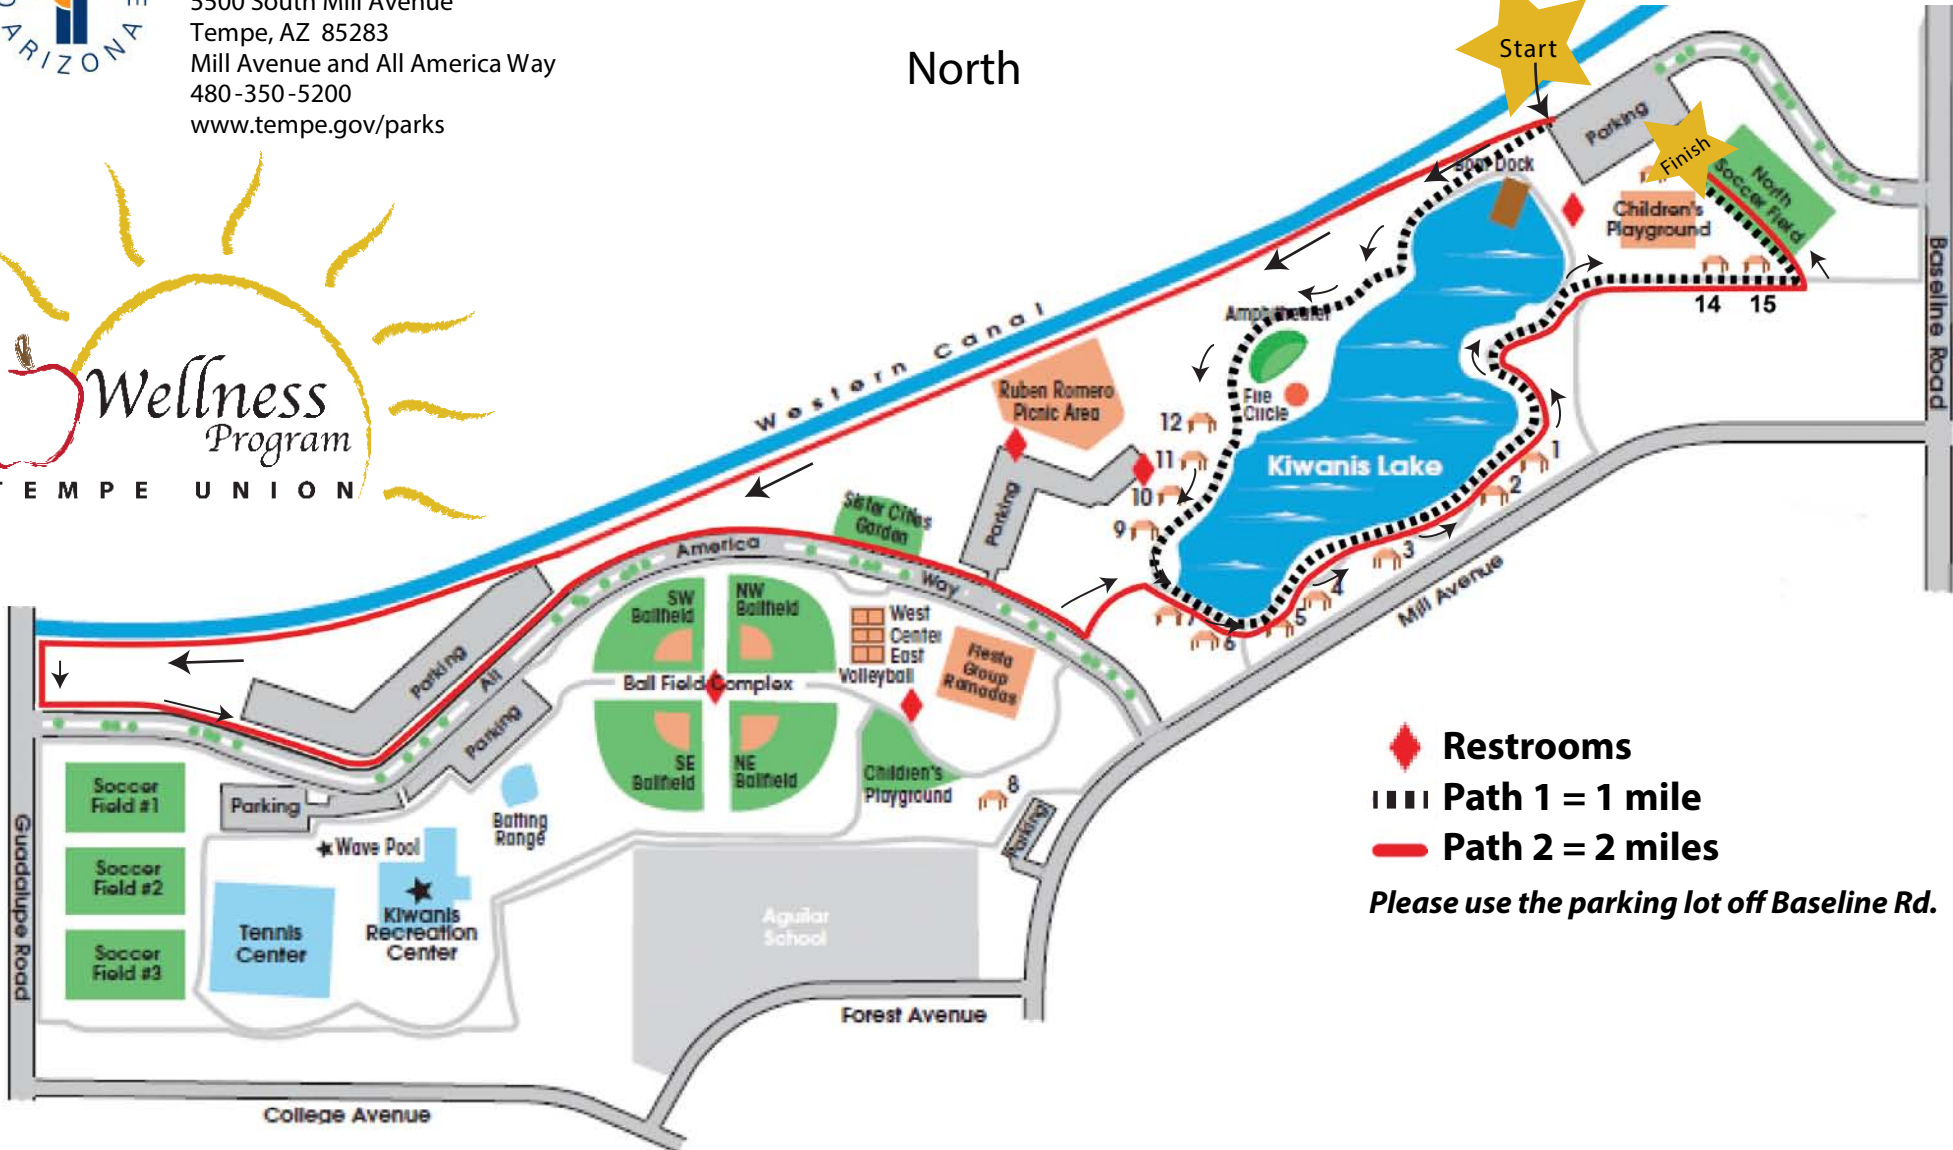 ARIZONA
5500 South Mill Avenue
Tempe, AZ 85283
Mill Avenue and All America Way
480-350-5200
www.tempe.gov/parks
North
Start
Parking
Finish
North
Soccer Field
Boat Dock
Children's
Playground
14 15
Baseline Road
Western Canal
Amphitheater
Fire
Circle
Ruben Romero
Picnic Area
12
11
10
9
Kiwanis Lake
1
2
3
4
5
6
7
Mill Avenue
Wellness
Program
TEMPE UNION
Sister Cities
Garden
Parking
All America Way
SW
Ballfield
NW
Ballfield
West
Center
East
Volleyball
Fiesta
Group
Ramadas
Ball Field Complex
SE
Ballfield
NE
Ballfield
Children's
Playground
8
Parking
Parking
Parking
Parking
Batting
Range
Soccer
Field #1
Soccer
Field #2
Soccer
Field #3
Guadalupe Road
Wave Pool
Kiwanis
Recreation
Center
Tennis
Center
Aguilar
School
Forest Avenue
College Avenue
Restrooms
Path 1 = 1 mile
Path 2 = 2 miles
Please use the parking lot off Baseline Rd.